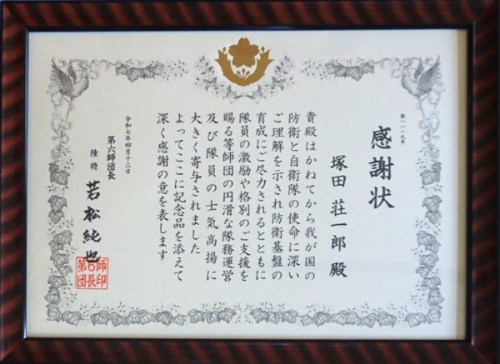 感謝状
塚田 荘一郎 殿
貴殿はかねてから我が国の
防衛と自衛隊の使命に深い
ご理解を示され防衛基盤の
育成にご尽力されるとともに
隊員の激励や格別のご支援を
賜る等師団の円滑な隊務運営
及び隊員の士気高揚に
大きく寄与されました
よってここに記念品を添えて
深く感謝の意を表します
令和七年四月十三日
第六師団長
陸将 若松純也
第六師団長印